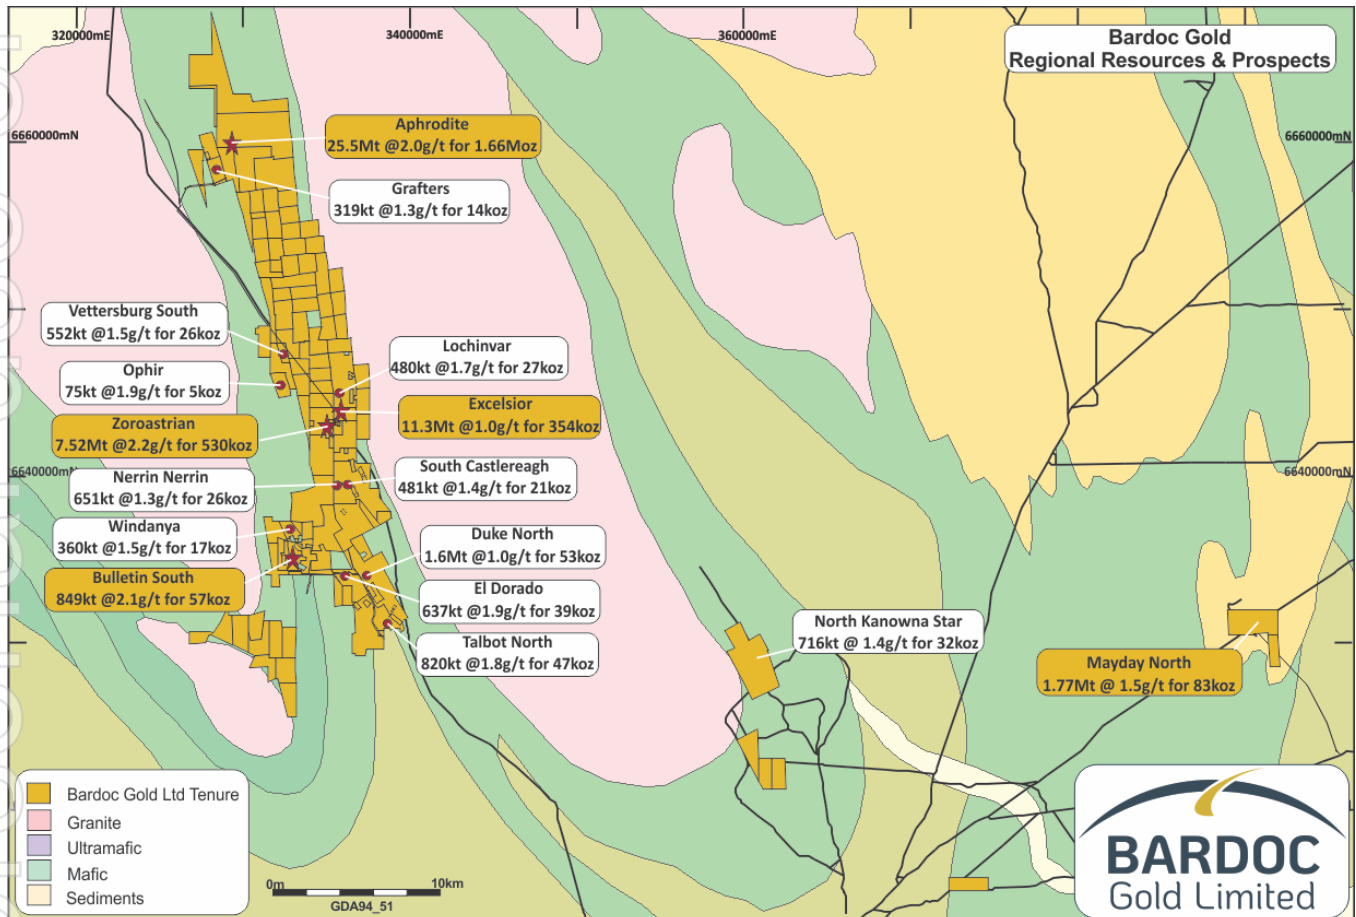 320000mE
340000mE
360000mE
Bardoc Gold
Regional Resources & Prospects
6660000mN
6660000mN
Aphrodite
25.5Mt @2.0g/t for 1.66Moz
Grafters
319kt @1.3g/t for 14koz
Vettersburg South
552kt @1.5g/t for 26koz
Lochinvar
480kt @1.7g/t for 27koz
Ophir
75kt @1.9g/t for 5koz
Excelsior
11.3Mt @1.0g/t for 354koz
Zoroastrian
7.52Mt @2.2g/t for 530koz
6640000mN
6640000mN
Nerrin Nerrin
651kt @1.3g/t for 26koz
South Castlereagh
481kt @1.4g/t for 21koz
Windanya
360kt @1.5g/t for 17koz
Duke North
1.6Mt @1.0g/t for 53koz
Bulletin South
849kt @2.1g/t for 57koz
El Dorado
637kt @1.9g/t for 39koz
Talbot North
820kt @1.8g/t for 47koz
North Kanowna Star
716kt @ 1.4g/t for 32koz
Mayday North
1.77Mt @ 1.5g/t for 83koz
Bardoc Gold Ltd Tenure
Granite
Ultramafic
Mafic
Sediments
0m
10km
GDA94_51
BARDOC
Gold Limited